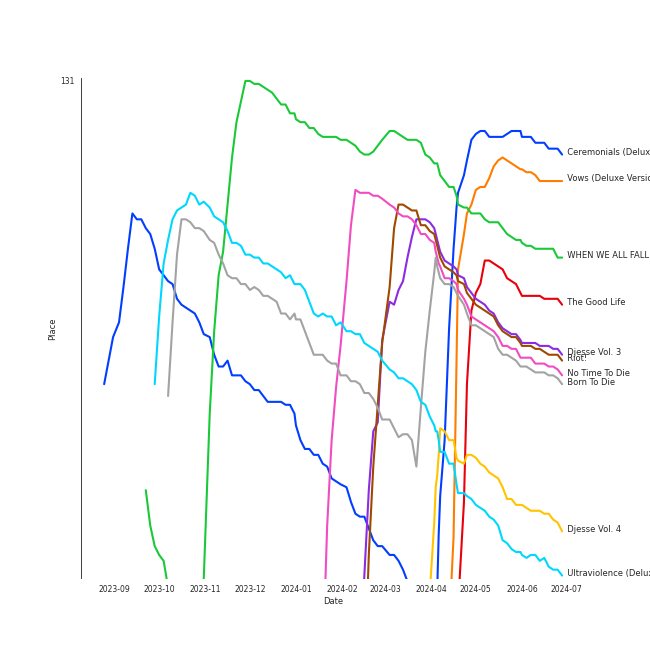 131
Ceremonials (Delux
Vows (Deluxe Versio
WHEN WE ALL FALL
The Good Life
Djesse Vol. 3
Riot!
No Time To Die
Born To Die
Djesse Vol. 4
Ultraviolence (Delu
Place
2023-09 2023-10 2023-11 2023-12 2024-01 2024-02 2024-03 2024-04 2024-05 2024-06 2024-07
Date